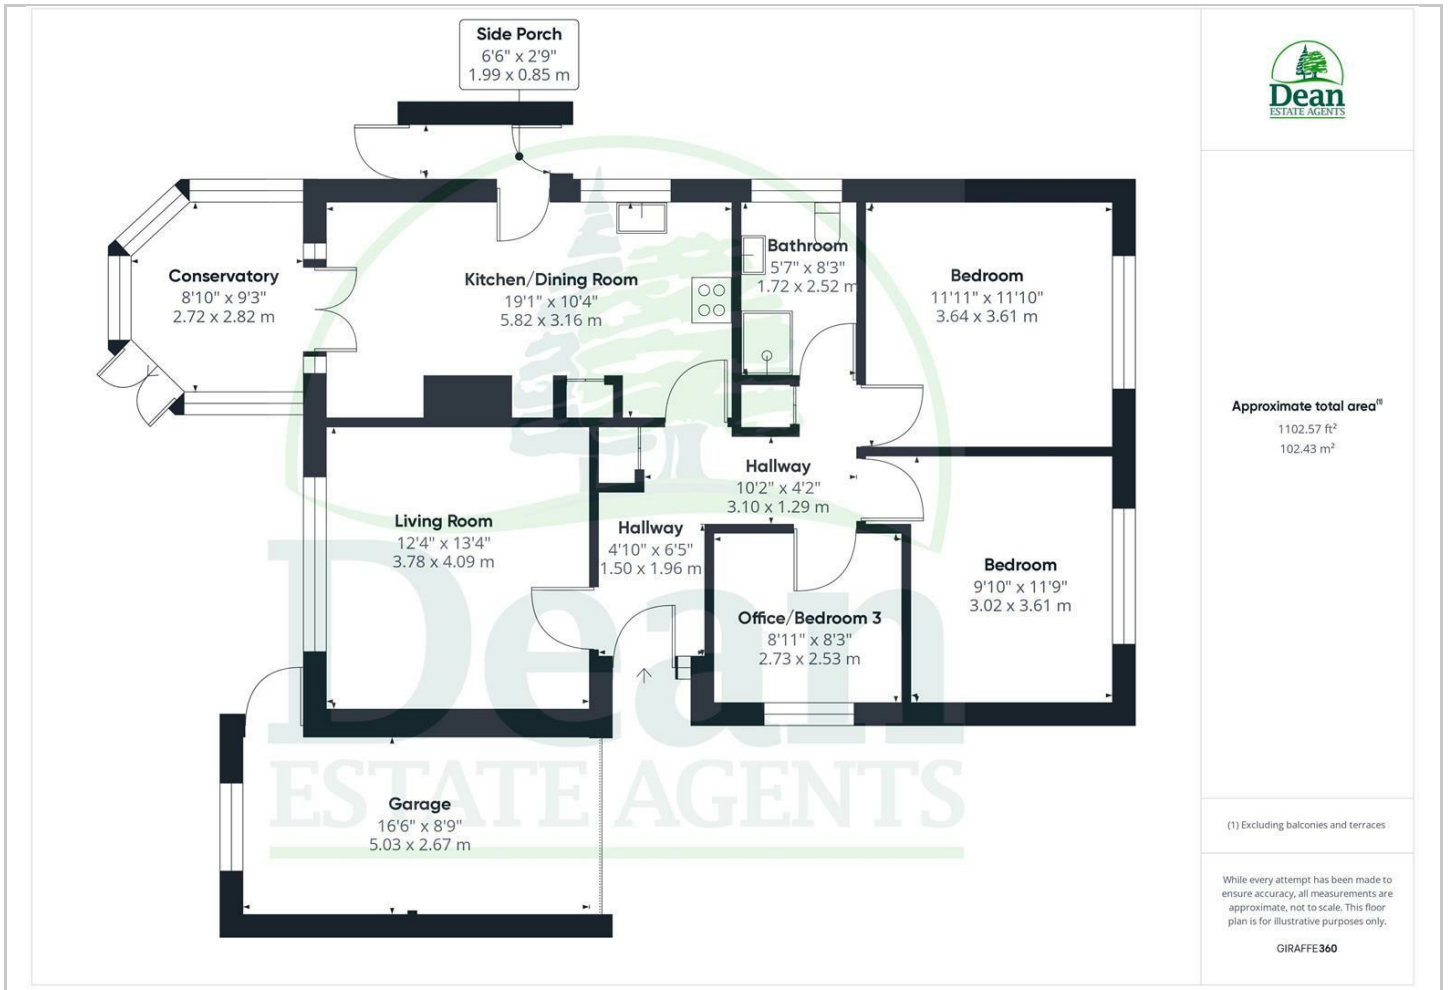 Side Porch
6'6" x 2'9"
1.99 x 0.85 m
Conservatory
8'10" x 9'3"
2.72 x 2.82 m
Kitchen/Dining Room
19'1" x 10'4"
5.82 x 3.16 m
Bathroom
5'7" x 8'3"
1.72 x 2.52 m
Bedroom
11'11" x 11'10"
3.64 x 3.61 m
Hallway
10'2" x 4'2"
3.10 x 1.29 m
Living Room
12'4" x 13'4"
3.78 x 4.09 m
Hallway
4'10" x 6'5"
1.50 x 1.96 m
Bedroom
9'10" x 11'9"
3.02 x 3.61 m
Office/Bedroom 3
8'11" x 8'3"
2.73 x 2.53 m
Garage
16'6" x 8'9"
5.03 x 2.67 m
Dean
ESTATE AGENTS
Dean
ESTATE AGENTS
Approximate total area⁽¹⁾
1102.57 ft²
102.43 m²
(1) Excluding balconies and terraces
While every attempt has been made to
ensure accuracy, all measurements are
approximate, not to scale. This floor
plan is for illustrative purposes only.
GIRAFFE360